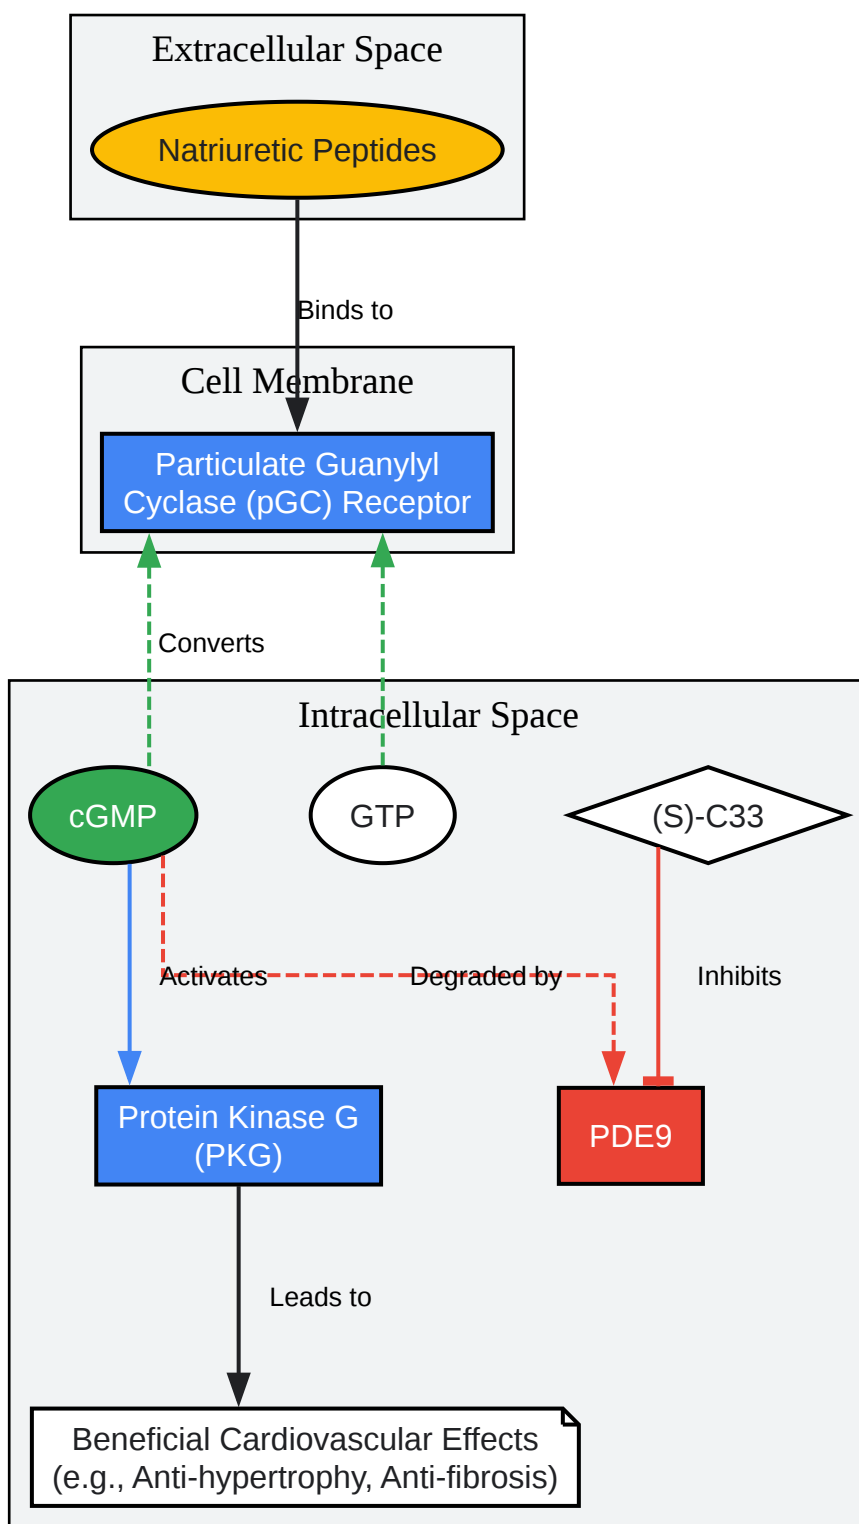 Extracellular Space
Natriuretic Peptides
Binds to
Cell Membrane
Particulate Guanylyl
Cyclase (pGC) Receptor
Converts
Intracellular Space
cGMP
GTP
(S)-C33
Activates
Degraded by
Inhibits
Protein Kinase G
(PKG)
PDE9
Leads to
Beneficial Cardiovascular Effects
(e.g., Anti-hypertrophy, Anti-fibrosis)